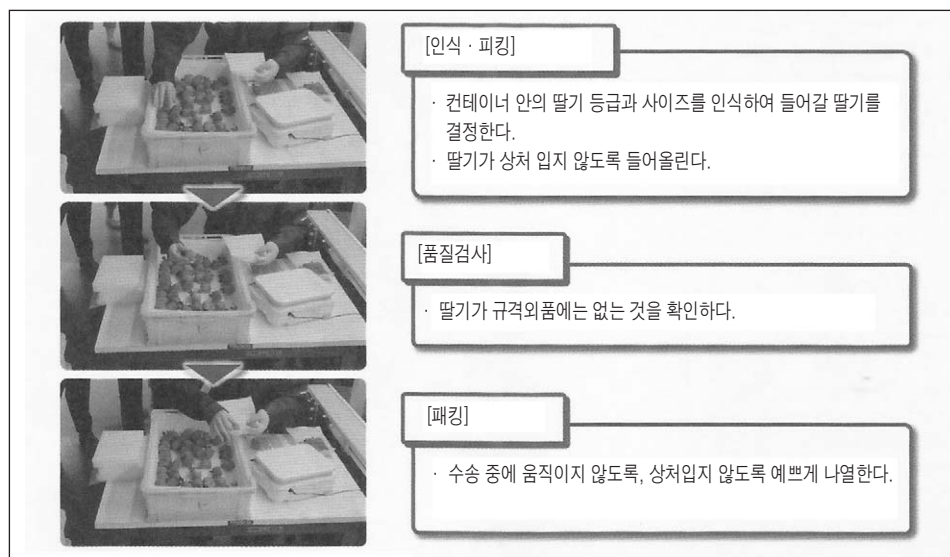 [인식 · 피킹]
· 컨테이너 안의 딸기 등급과 사이즈를 인식하여 들어갈 딸기를
결정한다.
· 딸기가 상처 입지 않도록 들어올린다.
[품질검사]
· 딸기가 규격외품에는 없는 것을 확인하다.
[패킹]
· 수송 중에 움직이지 않도록, 상처입지 않도록 예쁘게 나열한다.